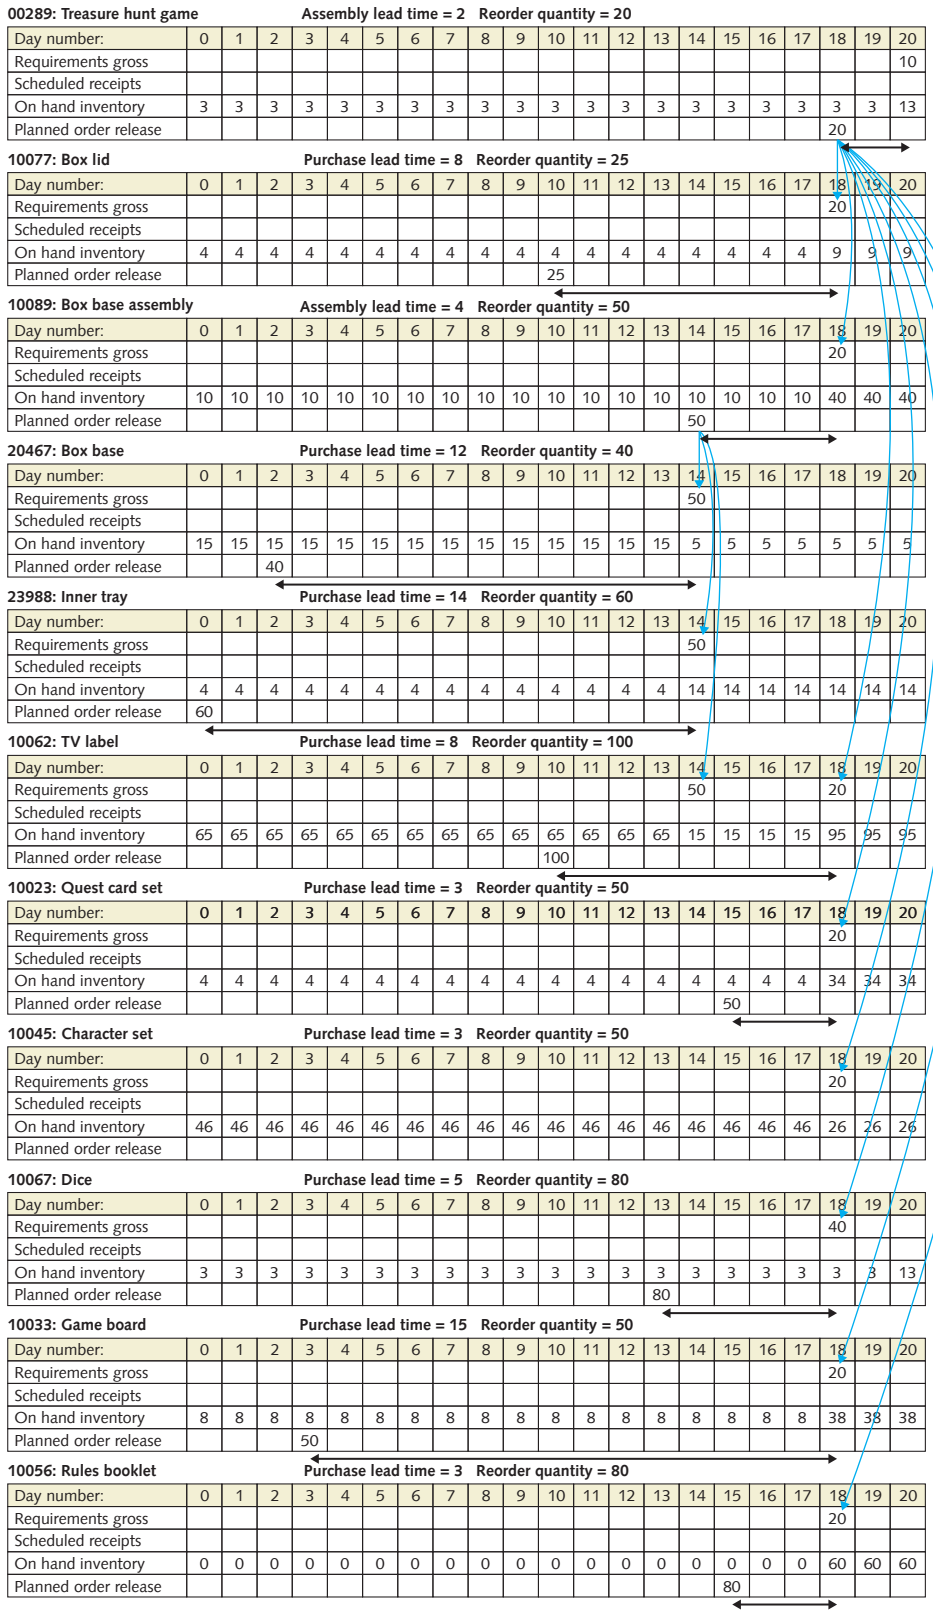 00289: Treasure hunt game Assembly lead time = 2 Reorder quantity = 20
Day number: 0 1 2 3 4 5 6 7 8 9 10 11 12 13 14 15 16 17 18 19 20
Requirements gross 10
Scheduled receipts
On hand inventory 3 3 3 3 3 3 3 3 3 3 3 3 3 3 3 3 3 3 3 3 13
Planned order release 20
10077: Box lid Purchase lead time = 8 Reorder quantity = 25
Day number: 0 1 2 3 4 5 6 7 8 9 10 11 12 13 14 15 16 17 18 19 20
Requirements gross 20
Scheduled receipts
On hand inventory 4 4 4 4 4 4 4 4 4 4 4 4 4 4 4 4 4 4 9 9 9
Planned order release 25
10089: Box base assembly Assembly lead time = 4 Reorder quantity = 50
Day number: 0 1 2 3 4 5 6 7 8 9 10 11 12 13 14 15 16 17 18 19 20
Requirements gross 20
Scheduled receipts
On hand inventory 10 10 10 10 10 10 10 10 10 10 10 10 10 10 10 10 10 10 40 40 40
Planned order release 50
20467: Box base Purchase lead time = 12 Reorder quantity = 40
Day number: 0 1 2 3 4 5 6 7 8 9 10 11 12 13 14 15 16 17 18 19 20
Requirements gross 50
Scheduled receipts
On hand inventory 15 15 15 15 15 15 15 15 15 15 15 15 15 15 5 5 5 5 5 5 5
Planned order release 40
23988: Inner tray Purchase lead time = 14 Reorder quantity = 60
Day number: 0 1 2 3 4 5 6 7 8 9 10 11 12 13 14 15 16 17 18 19 20
Requirements gross 50
Scheduled receipts
On hand inventory 4 4 4 4 4 4 4 4 4 4 4 4 4 4 14 14 14 14 14 14 14
Planned order release 60
10062: TV label Purchase lead time = 8 Reorder quantity = 100
Day number: 0 1 2 3 4 5 6 7 8 9 10 11 12 13 14 15 16 17 18 19 20
Requirements gross 50 20
Scheduled receipts
On hand inventory 65 65 65 65 65 65 65 65 65 65 65 65 65 65 15 15 15 15 95 95 95
Planned order release 100
10023: Quest card set Purchase lead time = 3 Reorder quantity = 50
Day number: 0 1 2 3 4 5 6 7 8 9 10 11 12 13 14 15 16 17 18 19 20
Requirements gross 20
Scheduled receipts
On hand inventory 4 4 4 4 4 4 4 4 4 4 4 4 4 4 4 4 4 4 34 34 34
Planned order release 50
10045: Character set Purchase lead time = 3 Reorder quantity = 50
Day number: 0 1 2 3 4 5 6 7 8 9 10 11 12 13 14 15 16 17 18 19 20
Requirements gross 20
Scheduled receipts
On hand inventory 46 46 46 46 46 46 46 46 46 46 46 46 46 46 46 46 46 46 26 26 26
Planned order release
10067: Dice Purchase lead time = 5 Reorder quantity = 80
Day number: 0 1 2 3 4 5 6 7 8 9 10 11 12 13 14 15 16 17 18 19 20
Requirements gross 40
Scheduled receipts
On hand inventory 3 3 3 3 3 3 3 3 3 3 3 3 3 3 3 3 3 3 3 3 13
Planned order release 80
10033: Game board Purchase lead time = 15 Reorder quantity = 50
Day number: 0 1 2 3 4 5 6 7 8 9 10 11 12 13 14 15 16 17 18 19 20
Requirements gross 20
Scheduled receipts
On hand inventory 8 8 8 8 8 8 8 8 8 8 8 8 8 8 8 8 8 8 38 38 38
Planned order release 50
10056: Rules booklet Purchase lead time = 3 Reorder quantity = 80
Day number: 0 1 2 3 4 5 6 7 8 9 10 11 12 13 14 15 16 17 18 19 20
Requirements gross 20
Scheduled receipts
On hand inventory 0 0 0 0 0 0 0 0 0 0 0 0 0 0 0 0 0 0 60 60 60
Planned order release 80